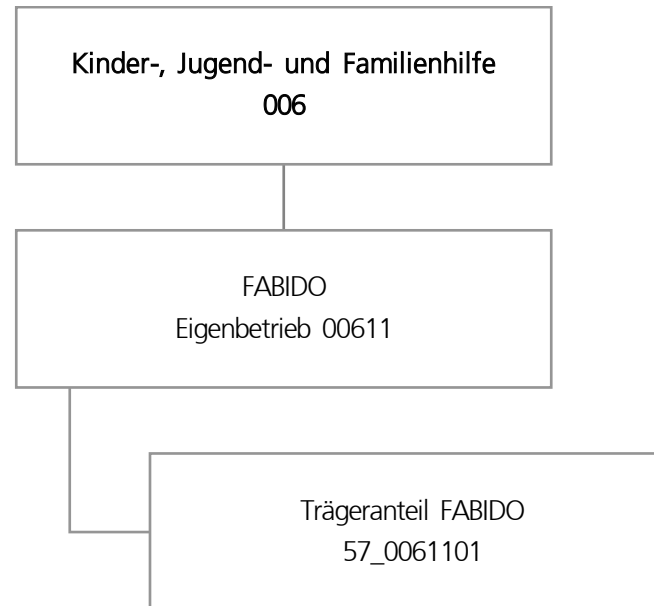 Kinder-, Jugend- und Familienhilfe
006
FABIDO
Eigenbetrieb 00611
Trägeranteil FABIDO
57_0061101